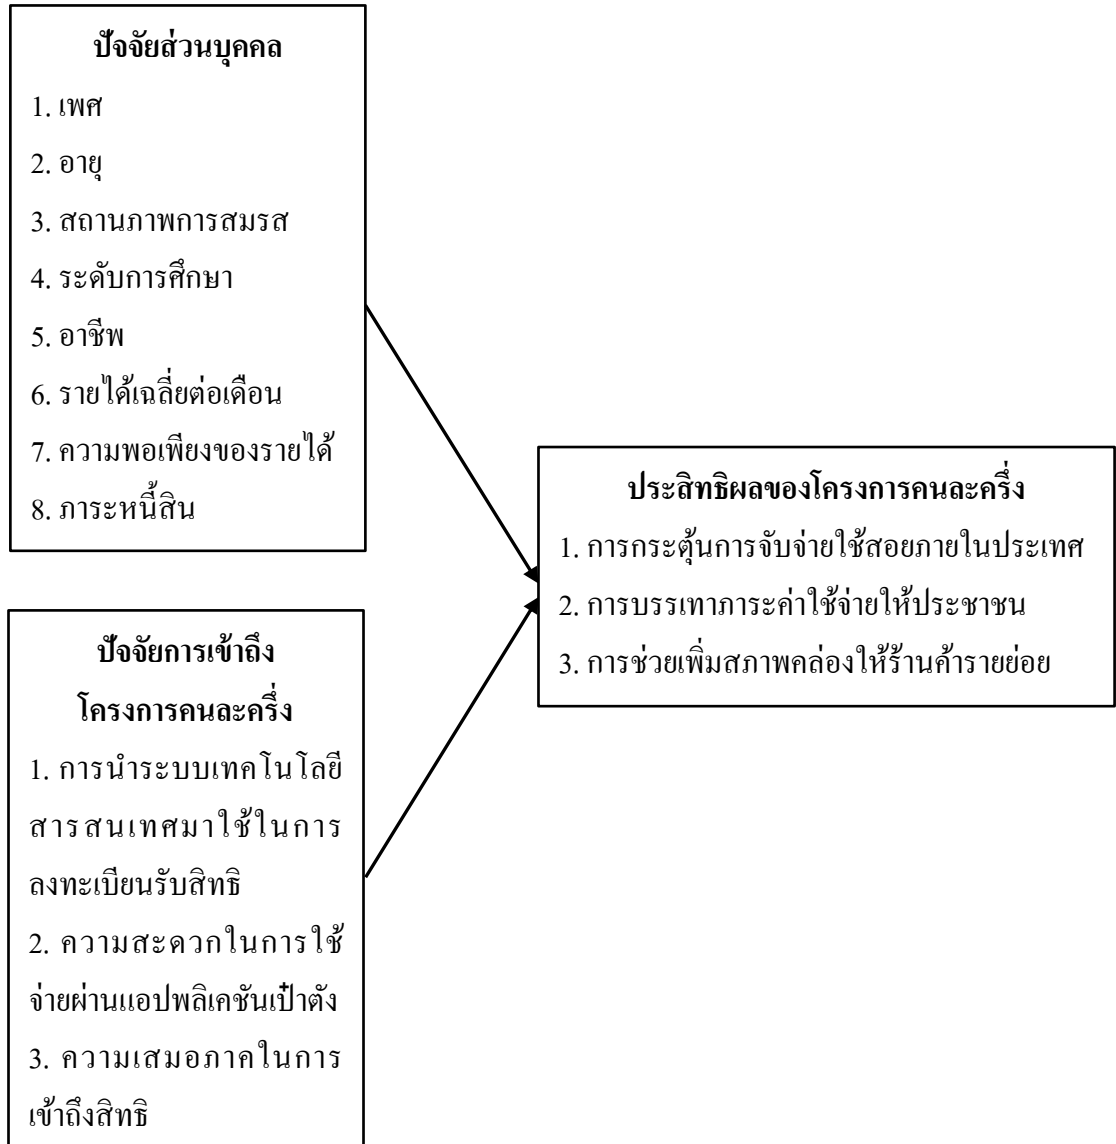 ปัจจัยส่วนบุคคล
1. เพศ
2. อายุ
3. สถานภาพการสมรส
4. ระดับการศึกษา
5. อาชีพ
6. รายได้เฉลี่ยต่อเดือน
7. ความพอเพียงของรายได้
8. ภาระหนี้สิน
ปัจจัยการเข้าถึง
โครงการคนละครึ่ง
1. การนำระบบเทคโนโลยี
สารสนเทศมาใช้ในการ
ลงทะเบียนรับสิทธิ
2. ความสะดวกในการใช้
จ่ายผ่านแอปพลิเคชันเป๋าตัง
3. ความเสมอภาคในการ
เข้าถึงสิทธิ
ประสิทธิผลของโครงการคนละครึ่ง
1. การกระตุ้นการจับจ่ายใช้สอยภายในประเทศ
2. การบรรเทาภาระค่าใช้จ่ายให้ประชาชน
3. การช่วยเพิ่มสภาพคล่องให้ร้านค้ารายย่อย